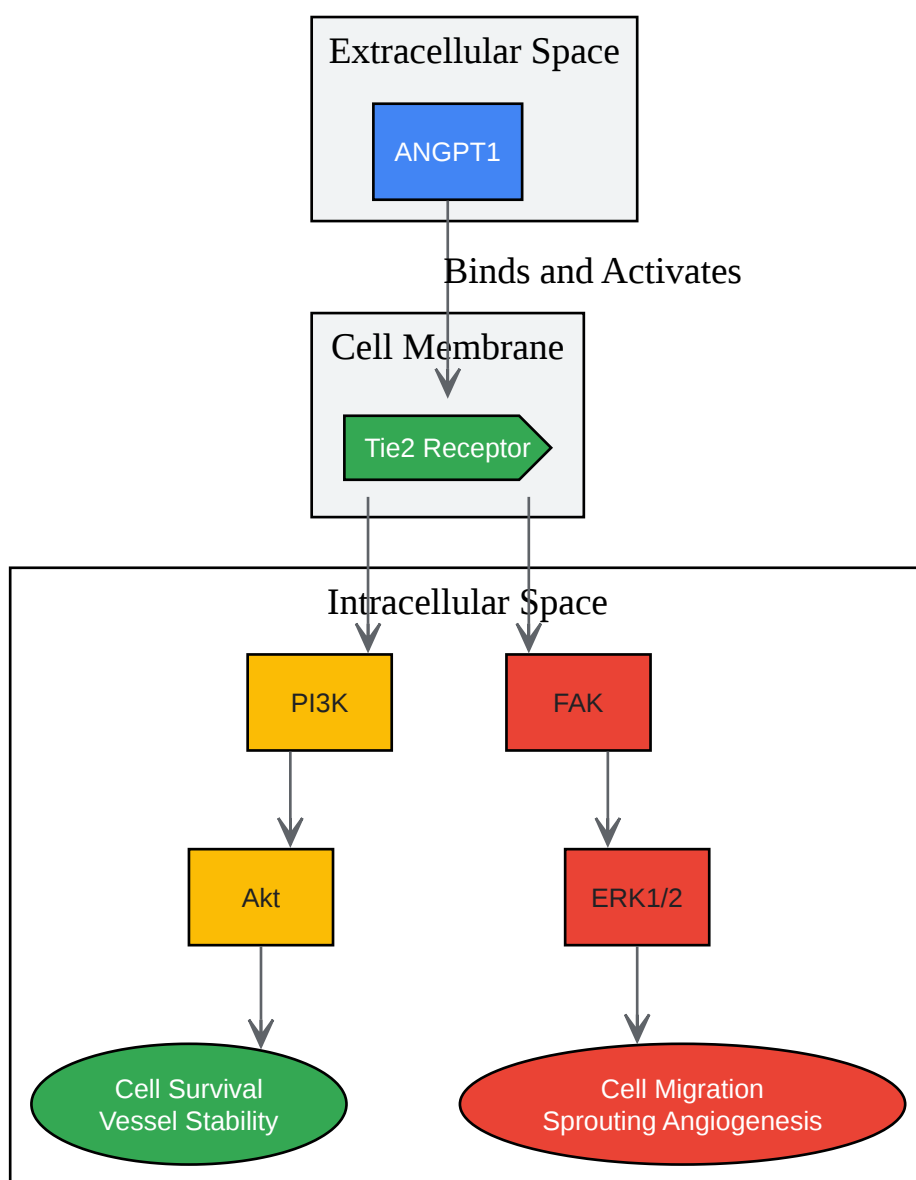 Extracellular Space
ANGPT1
Binds and Activates
Cell Membrane
Tie2 Receptor
Intracellular Space
PI3K
FAK
Akt
ERK1/2
Cell Survival
Vessel Stability
Cell Migration
Sprouting Angiogenesis